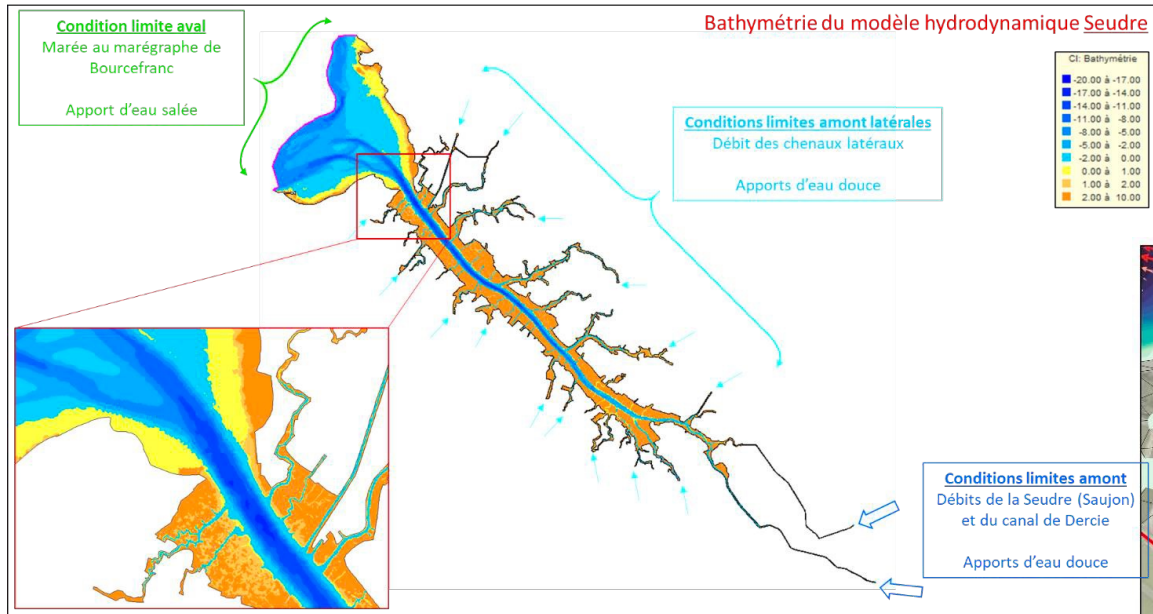 Bathymétrie du modèle hydrodynamique Seudre
Condition limite aval
Marée au marégraphe de
Bourcefranc
Apport d'eau salée
CI: Bathymétrie
-20.00 à -17.00
-17.00 à -14.00
-14.00 à -11.00
-11.00 à -8.00
-8.00 à -5.00
-5.00 à -2.00
-2.00 à 0.00
0.00 à 1.00
1.00 à 2.00
2.00 à 10.00
Conditions limites amont latérales
Débit des chenaux latéraux
Apports d'eau douce
Conditions limites amont
Débits de la Seudre (Saujon)
et du canal de Dercie
Apports d'eau douce